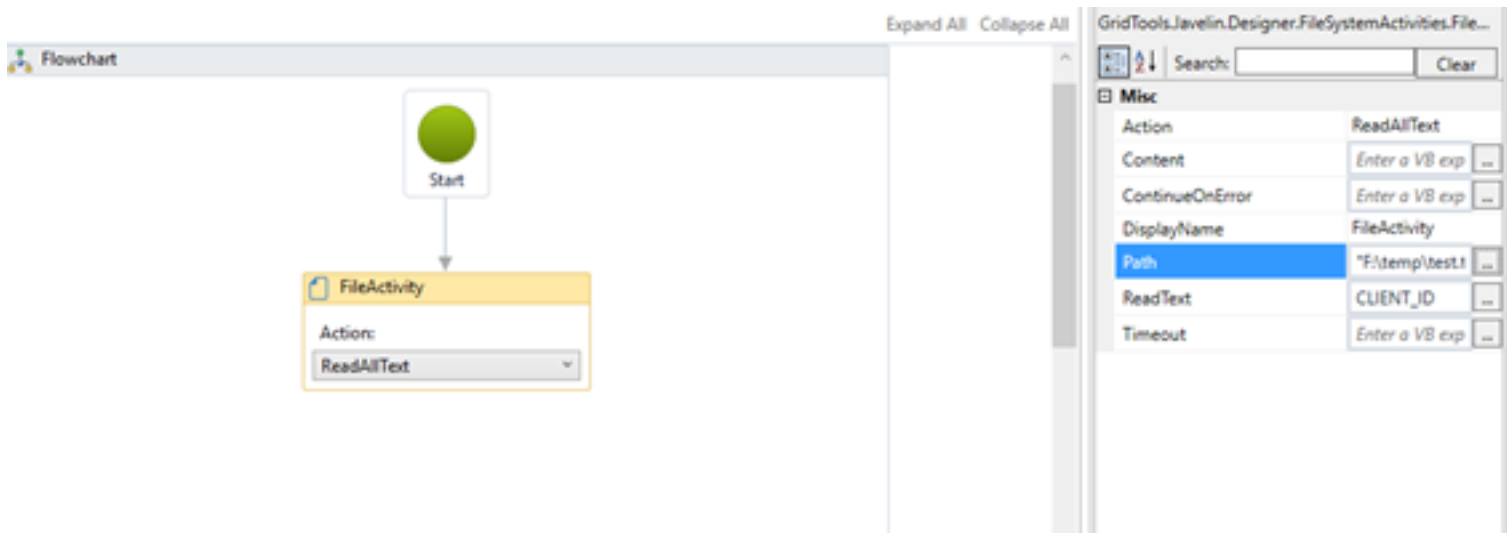 Expand All Collapse All
Flowchart
Start
FileActivity
Action:
ReadAllText
GridTools.Javelin.Designer.FileSystemActivities.File...
Search: Clear
Misc
Action ReadAllText
Content Enter a VB exp ...
ContinueOnError Enter a VB exp ...
DisplayName FileActivity
Path "F:\temp\test.t ...
ReadText CLIENT_ID ...
Timeout Enter a VB exp ...